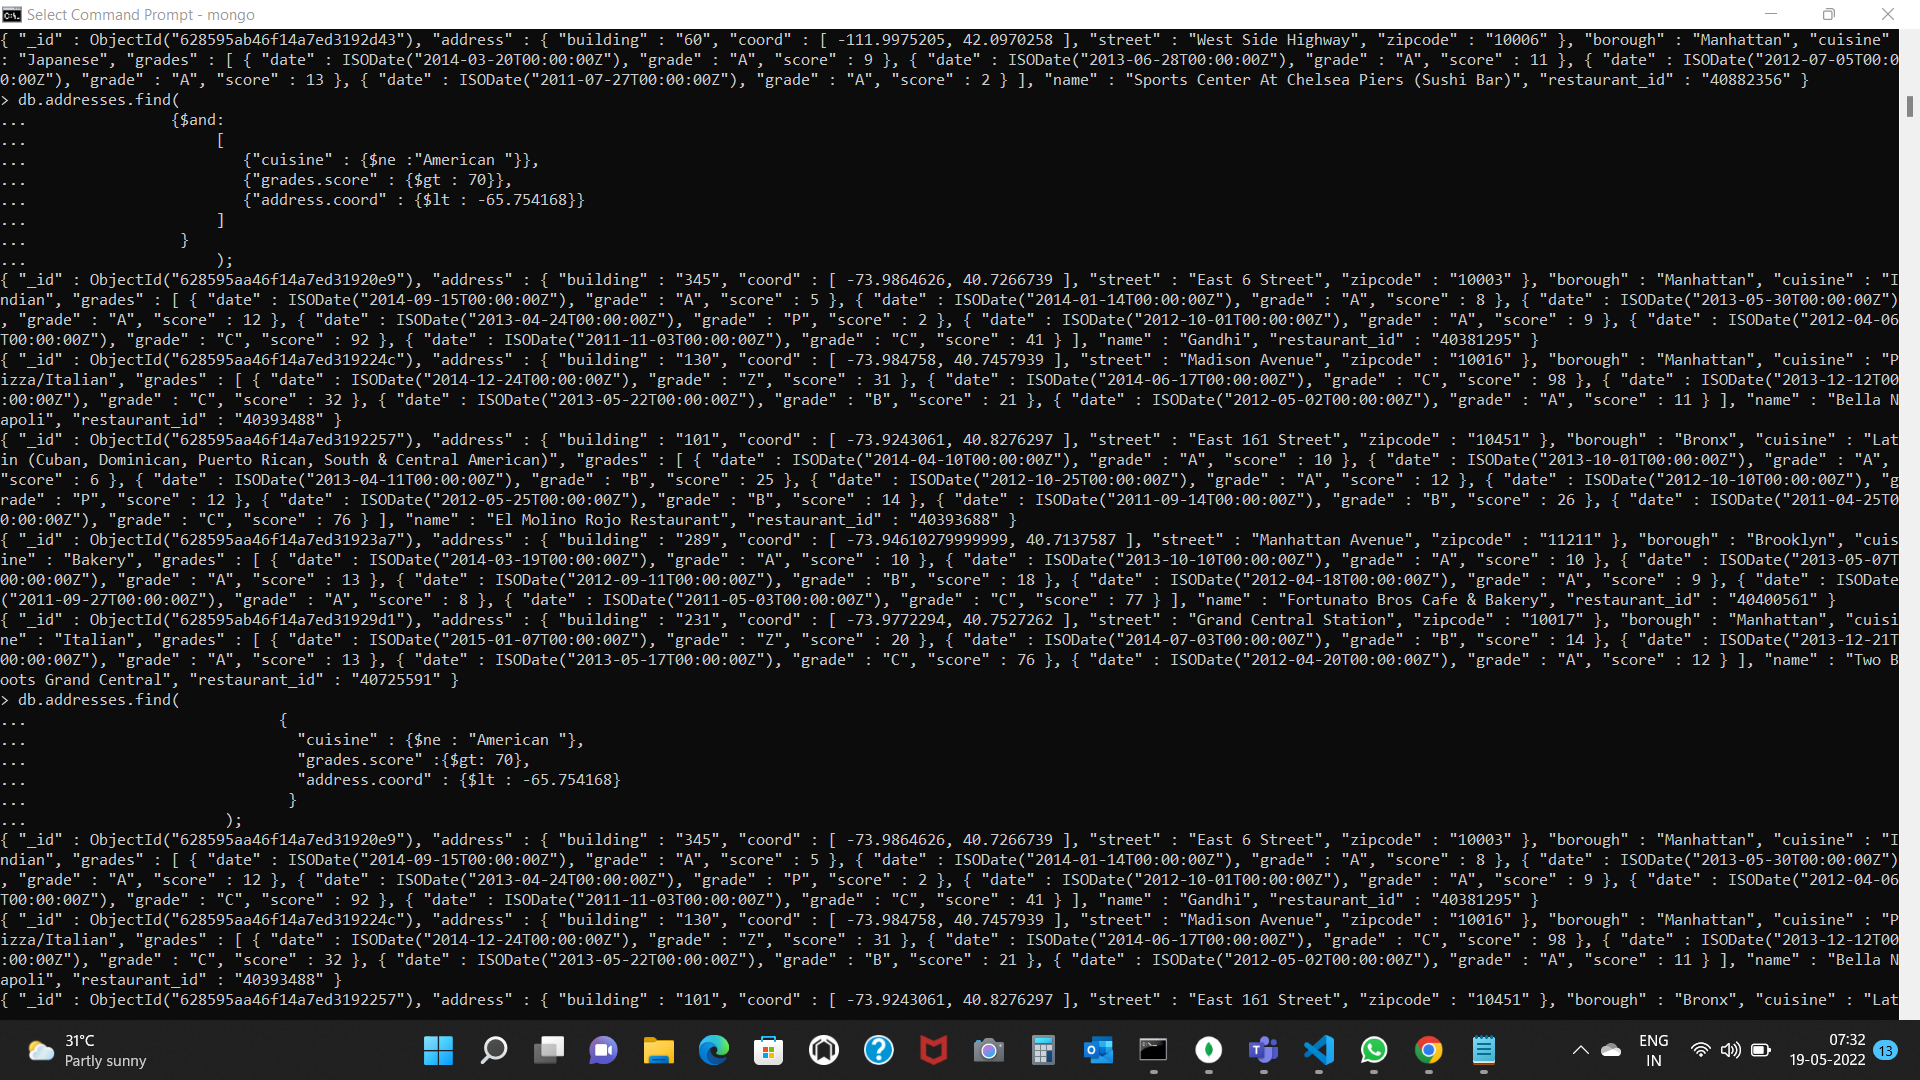 Select Command Prompt - mongo
{ "_id" : ObjectId("628595ab46f14a7ed3192d43"), "address" : { "building" : "60", "coord" : [ -111.9975205, 42.0970258 ], "street" : "West Side Highway", "zipcode" : "10006" }, "borough" : "Manhattan", "cuisine"
: "Japanese", "grades" : [ { "date" : ISODate("2014-03-20T00:00:00Z"), "grade" : "A", "score" : 9 }, { "date" : ISODate("2013-06-28T00:00:00Z"), "grade" : "A", "score" : 11 }, { "date" : ISODate("2012-07-05T00:0
0:00Z"), "grade" : "A", "score" : 13 }, { "date" : ISODate("2011-07-27T00:00:00Z"), "grade" : "A", "score" : 2 } ], "name" : "Sports Center At Chelsea Piers (Sushi Bar)", "restaurant_id" : "40882356" }
> db.addresses.find(
...                {$and:
...                     [
...                        {"cuisine" : {$ne :"American "}},
...                        {"grades.score" : {$gt : 70}},
...                        {"address.coord" : {$lt : -65.754168}}
...                     ]
...                 }
...                     );
{ "_id" : ObjectId("628595aa46f14a7ed31920e9"), "address" : { "building" : "345", "coord" : [ -73.9864626, 40.7266739 ], "street" : "East 6 Street", "zipcode" : "10003" }, "borough" : "Manhattan", "cuisine" : "I
ndian", "grades" : [ { "date" : ISODate("2014-09-15T00:00:00Z"), "grade" : "A", "score" : 5 }, { "date" : ISODate("2014-01-14T00:00:00Z"), "grade" : "A", "score" : 8 }, { "date" : ISODate("2013-05-30T00:00:00Z")
, "grade" : "A", "score" : 12 }, { "date" : ISODate("2013-04-24T00:00:00Z"), "grade" : "P", "score" : 2 }, { "date" : ISODate("2012-10-01T00:00:00Z"), "grade" : "A", "score" : 9 }, { "date" : ISODate("2012-04-06
T00:00:00Z"), "grade" : "C", "score" : 92 }, { "date" : ISODate("2011-11-03T00:00:00Z"), "grade" : "C", "score" : 41 } ], "name" : "Gandhi", "restaurant_id" : "40381295" }
{ "_id" : ObjectId("628595aa46f14a7ed319224c"), "address" : { "building" : "130", "coord" : [ -73.984758, 40.7457939 ], "street" : "Madison Avenue", "zipcode" : "10016" }, "borough" : "Manhattan", "cuisine" : "P
izza/Italian", "grades" : [ { "date" : ISODate("2014-12-24T00:00:00Z"), "grade" : "Z", "score" : 31 }, { "date" : ISODate("2014-06-17T00:00:00Z"), "grade" : "C", "score" : 98 }, { "date" : ISODate("2013-12-12T00
:00:00Z"), "grade" : "C", "score" : 32 }, { "date" : ISODate("2013-05-22T00:00:00Z"), "grade" : "B", "score" : 21 }, { "date" : ISODate("2012-05-02T00:00:00Z"), "grade" : "A", "score" : 11 } ], "name" : "Bella N
apoli", "restaurant_id" : "40393488" }
{ "_id" : ObjectId("628595aa46f14a7ed3192257"), "address" : { "building" : "101", "coord" : [ -73.9243061, 40.8276297 ], "street" : "East 161 Street", "zipcode" : "10451" }, "borough" : "Bronx", "cuisine" : "Lat
in (Cuban, Dominican, Puerto Rican, South & Central American)", "grades" : [ { "date" : ISODate("2014-04-10T00:00:00Z"), "grade" : "A", "score" : 10 }, { "date" : ISODate("2013-10-01T00:00:00Z"), "grade" : "A",
"score" : 6 }, { "date" : ISODate("2013-04-11T00:00:00Z"), "grade" : "B", "score" : 25 }, { "date" : ISODate("2012-10-25T00:00:00Z"), "grade" : "A", "score" : 12 }, { "date" : ISODate("2012-10-10T00:00:00Z"), "g
rade" : "P", "score" : 12 }, { "date" : ISODate("2012-05-25T00:00:00Z"), "grade" : "B", "score" : 14 }, { "date" : ISODate("2011-09-14T00:00:00Z"), "grade" : "B", "score" : 26 }, { "date" : ISODate("2011-04-25T0
0:00:00Z"), "grade" : "C", "score" : 76 } ], "name" : "El Molino Rojo Restaurant", "restaurant_id" : "40393688" }
{ "_id" : ObjectId("628595aa46f14a7ed31923a7"), "address" : { "building" : "289", "coord" : [ -73.94610279999999, 40.7137587 ], "street" : "Manhattan Avenue", "zipcode" : "11211" }, "borough" : "Brooklyn", "cuis
ine" : "Bakery", "grades" : [ { "date" : ISODate("2014-03-19T00:00:00Z"), "grade" : "A", "score" : 10 }, { "date" : ISODate("2013-10-10T00:00:00Z"), "grade" : "A", "score" : 10 }, { "date" : ISODate("2013-05-07T
00:00:00Z"), "grade" : "A", "score" : 13 }, { "date" : ISODate("2012-09-11T00:00:00Z"), "grade" : "B", "score" : 18 }, { "date" : ISODate("2012-04-18T00:00:00Z"), "grade" : "A", "score" : 9 }, { "date" : ISODate
("2011-09-27T00:00:00Z"), "grade" : "A", "score" : 8 }, { "date" : ISODate("2011-05-03T00:00:00Z"), "grade" : "C", "score" : 77 } ], "name" : "Fortunato Bros Cafe & Bakery", "restaurant_id" : "40400561" }
{ "_id" : ObjectId("628595ab46f14a7ed31929d1"), "address" : { "building" : "231", "coord" : [ -73.9772294, 40.7527262 ], "street" : "Grand Central Station", "zipcode" : "10017" }, "borough" : "Manhattan", "cuisi
ne" : "Italian", "grades" : [ { "date" : ISODate("2015-01-07T00:00:00Z"), "grade" : "Z", "score" : 20 }, { "date" : ISODate("2014-07-03T00:00:00Z"), "grade" : "B", "score" : 14 }, { "date" : ISODate("2013-12-21T
00:00:00Z"), "grade" : "A", "score" : 13 }, { "date" : ISODate("2013-05-17T00:00:00Z"), "grade" : "C", "score" : 76 }, { "date" : ISODate("2012-04-20T00:00:00Z"), "grade" : "A", "score" : 12 } ], "name" : "Two B
oots Grand Central", "restaurant_id" : "40725591" }
> db.addresses.find(
...                            {
...                              "cuisine" : {$ne : "American "},
...                              "grades.score" :{$gt: 70},
...                              "address.coord" : {$lt : -65.754168}
...                             }
...                      );
{ "_id" : ObjectId("628595aa46f14a7ed31920e9"), "address" : { "building" : "345", "coord" : [ -73.9864626, 40.7266739 ], "street" : "East 6 Street", "zipcode" : "10003" }, "borough" : "Manhattan", "cuisine" : "I
ndian", "grades" : [ { "date" : ISODate("2014-09-15T00:00:00Z"), "grade" : "A", "score" : 5 }, { "date" : ISODate("2014-01-14T00:00:00Z"), "grade" : "A", "score" : 8 }, { "date" : ISODate("2013-05-30T00:00:00Z")
, "grade" : "A", "score" : 12 }, { "date" : ISODate("2013-04-24T00:00:00Z"), "grade" : "P", "score" : 2 }, { "date" : ISODate("2012-10-01T00:00:00Z"), "grade" : "A", "score" : 9 }, { "date" : ISODate("2012-04-06
T00:00:00Z"), "grade" : "C", "score" : 92 }, { "date" : ISODate("2011-11-03T00:00:00Z"), "grade" : "C", "score" : 41 } ], "name" : "Gandhi", "restaurant_id" : "40381295" }
{ "_id" : ObjectId("628595aa46f14a7ed319224c"), "address" : { "building" : "130", "coord" : [ -73.984758, 40.7457939 ], "street" : "Madison Avenue", "zipcode" : "10016" }, "borough" : "Manhattan", "cuisine" : "P
izza/Italian", "grades" : [ { "date" : ISODate("2014-12-24T00:00:00Z"), "grade" : "Z", "score" : 31 }, { "date" : ISODate("2014-06-17T00:00:00Z"), "grade" : "C", "score" : 98 }, { "date" : ISODate("2013-12-12T00
:00:00Z"), "grade" : "C", "score" : 32 }, { "date" : ISODate("2013-05-22T00:00:00Z"), "grade" : "B", "score" : 21 }, { "date" : ISODate("2012-05-02T00:00:00Z"), "grade" : "A", "score" : 11 } ], "name" : "Bella N
apoli", "restaurant_id" : "40393488" }
{ "_id" : ObjectId("628595aa46f14a7ed3192257"), "address" : { "building" : "101", "coord" : [ -73.9243061, 40.8276297 ], "street" : "East 161 Street", "zipcode" : "10451" }, "borough" : "Bronx", "cuisine" : "Lat
31°C
Partly sunny
ENG
IN
07:32
19-05-2022
13